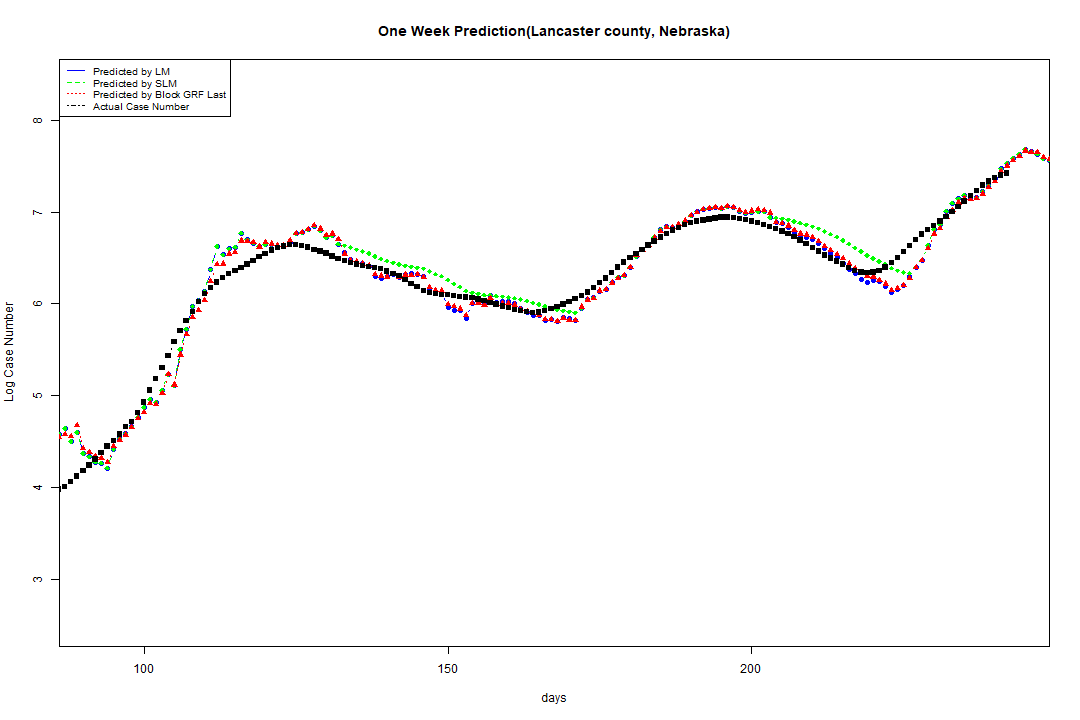 One Week Prediction(Lancaster county, Nebraska)
Predicted by LM
Predicted by SLM
Predicted by Block GRF Last
Actual Case Number
8
7
6
5
4
3
Log Case Number
100 150 200
days